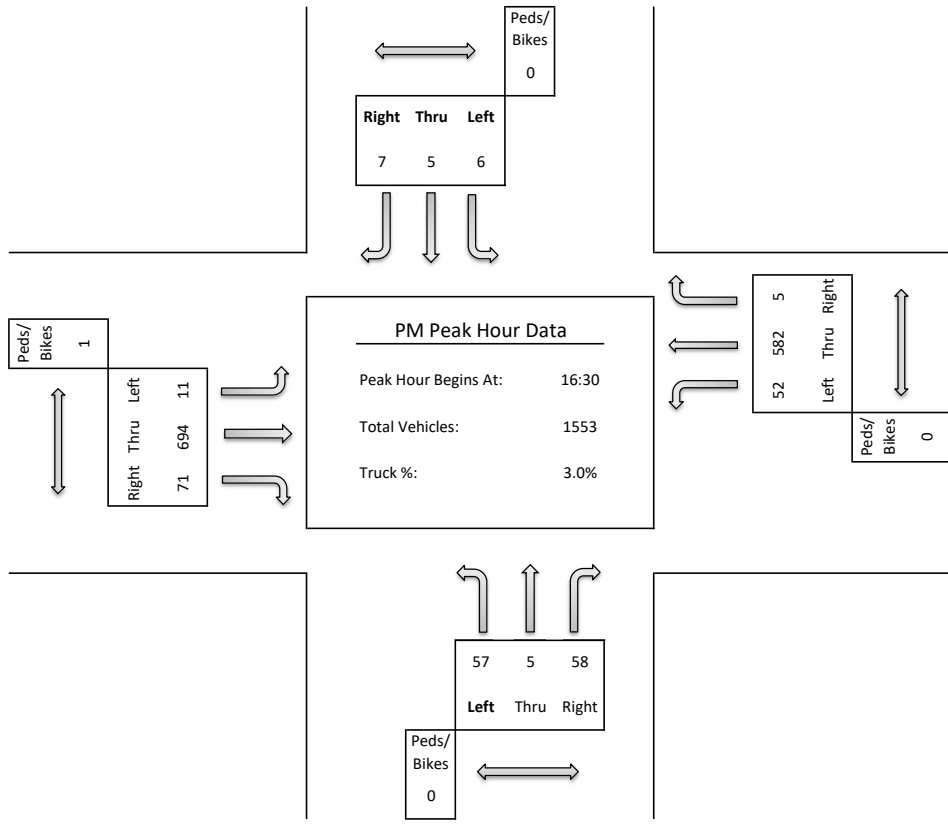 Peds/
Bikes
0
Right Thru Left
7 5 6
Peds/
Bikes
1
Left
11
Thru
694
Right
71
PM Peak Hour Data
Peak Hour Begins At: 16:30
Total Vehicles: 1553
Truck %: 3.0%
5
Right
582
Thru
52
Left
Peds/
Bikes
0
57 5 58
Left Thru Right
Peds/
Bikes
0